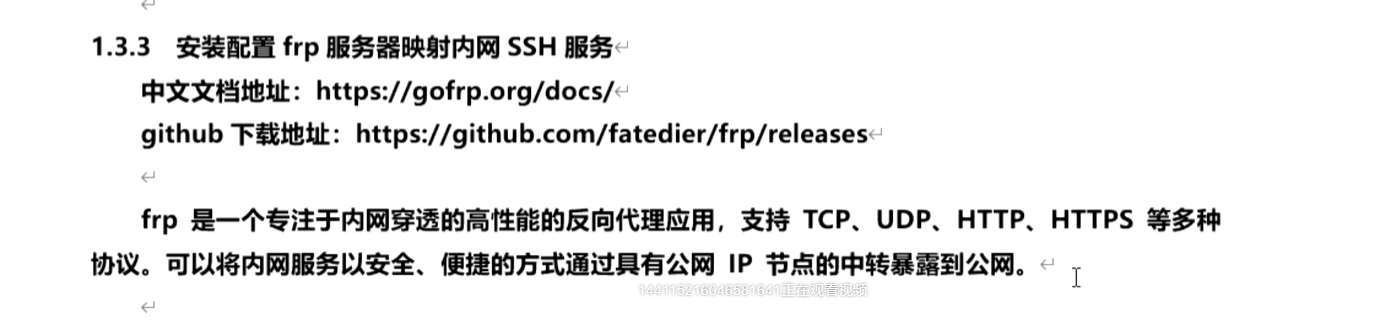 1.3.3 安装配置 frp 服务器映射内网 SSH 服务
中文文档地址：https://gofrp.org/docs/
github 下载地址：https://github.com/fatedier/frp/releases
frp 是一个专注于内网穿透的高性能的反向代理应用，支持 TCP、UDP、HTTP、HTTPS 等多种
协议。可以将内网服务以安全、便捷的方式通过具有公网 IP 节点的中转暴露到公网。
144115216046581641正在观看视频